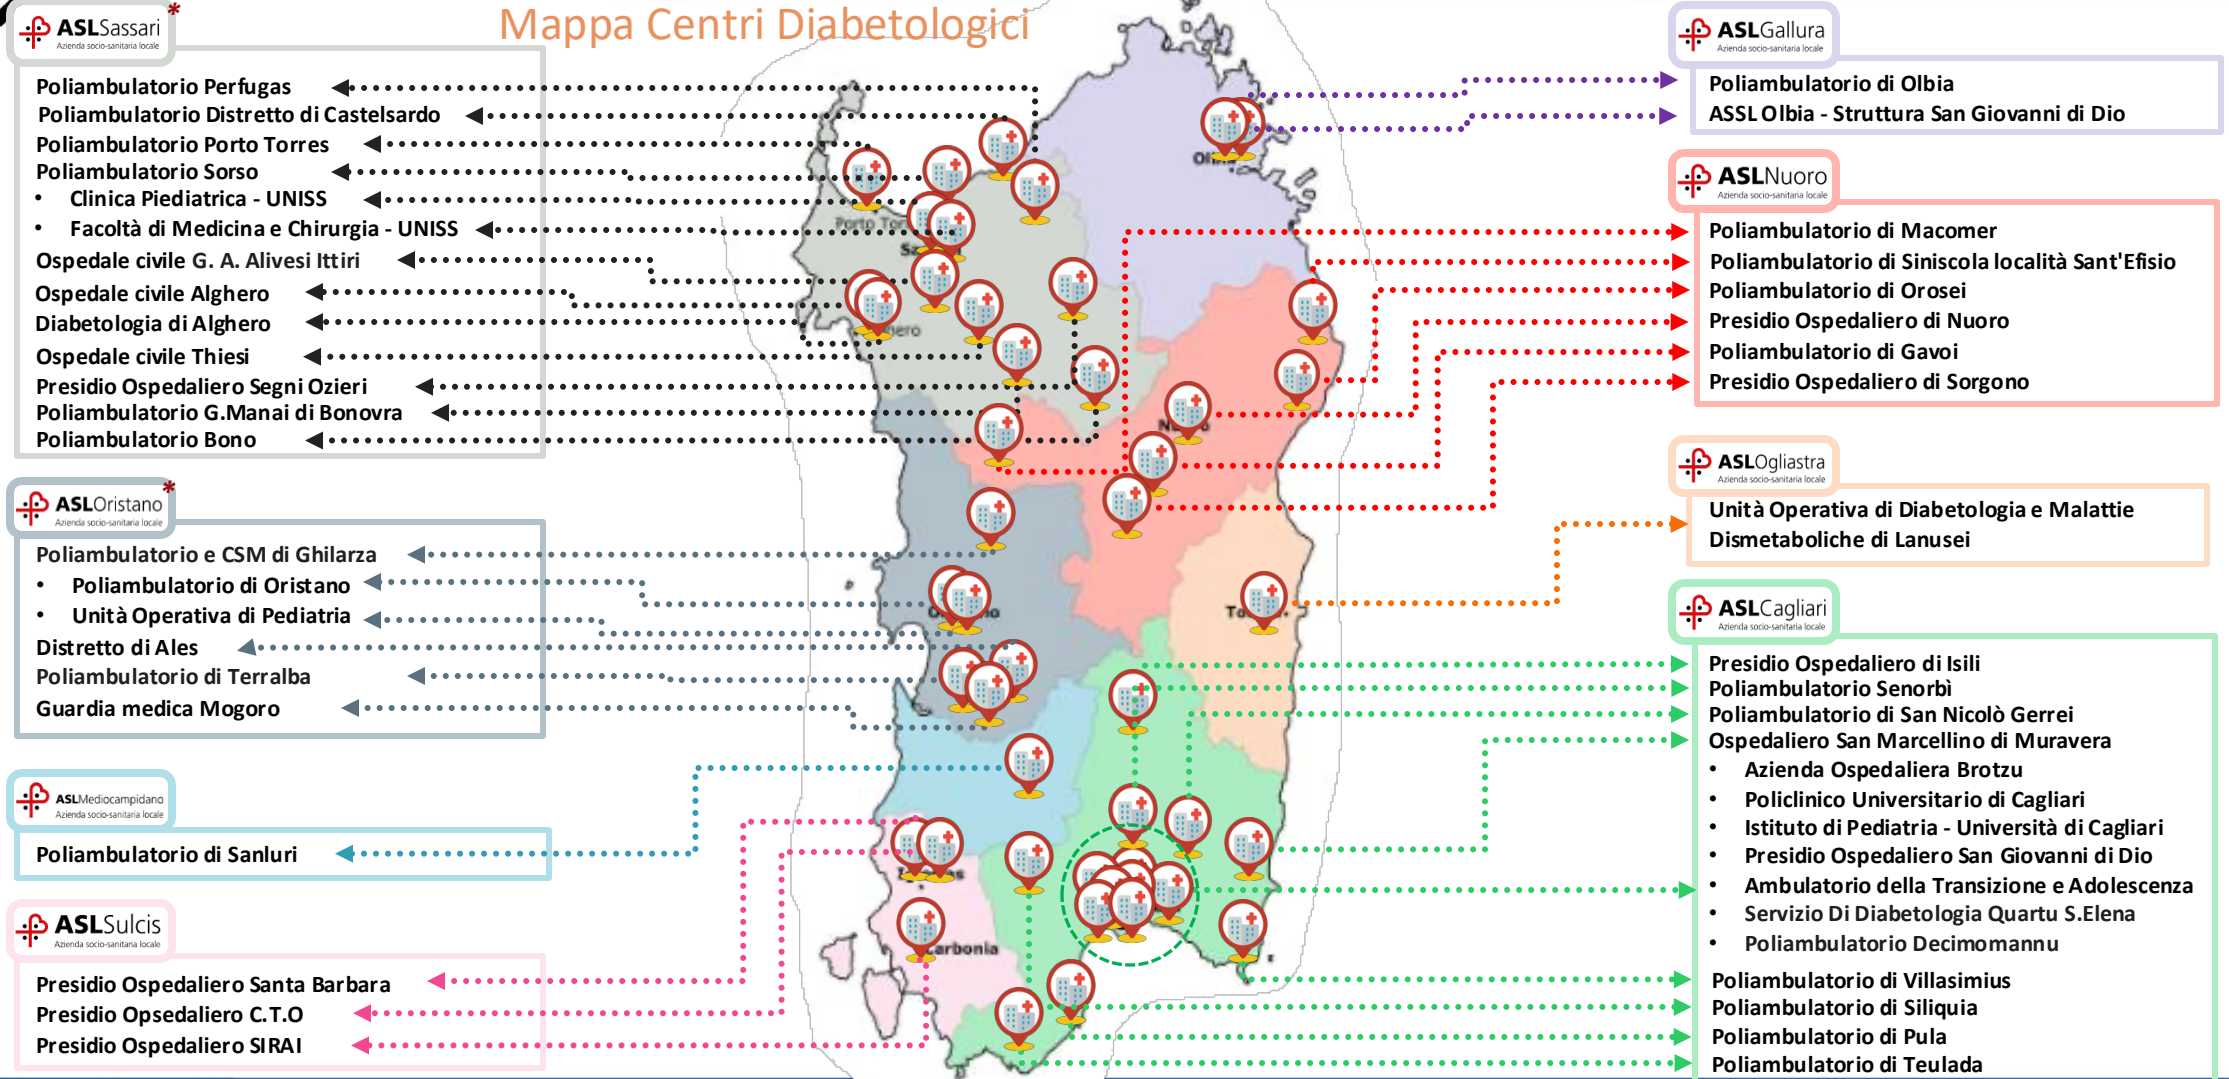 Mappa Centri Diabetologici
ASLSassari *
Azienda socio-sanitaria locale
Poliambulatorio Perfugas
Poliambulatorio Distretto di Castelsardo
Poliambulatorio Porto Torres
Poliambulatorio Sorso
• Clinica Piediatrica - UNISS
• Facoltà di Medicina e Chirurgia - UNISS
Ospedale civile G. A. Alivesi Ittiri
Ospedale civile Alghero
Diabetologia di Alghero
Ospedale civile Thiesi
Presidio Ospedaliero Segni Ozieri
Poliambulatorio G.Manai di Bonovra
Poliambulatorio Bono
ASLOristano *
Azienda socio-sanitaria locale
Poliambulatorio e CSM di Ghilarza
• Poliambulatorio di Oristano
• Unità Operativa di Pediatria
Distretto di Ales
Poliambulatorio di Terralba
Guardia medica Mogoro
ASLMediocampidano
Azienda socio-sanitaria locale
Poliambulatorio di Sanluri
ASLSulcis
Azienda socio-sanitaria locale
Presidio Ospedaliero Santa Barbara
Presidio Opsedaliero C.T.O
Presidio Ospedaliero SIRAI
ASLGallura
Azienda socio-sanitaria locale
Poliambulatorio di Olbia
ASSL Olbia - Struttura San Giovanni di Dio
ASLNuoro
Azienda socio-sanitaria locale
Poliambulatorio di Macomer
Poliambulatorio di Siniscola località Sant'Efisio
Poliambulatorio di Orosei
Presidio Ospedaliero di Nuoro
Poliambulatorio di Gavoi
Presidio Ospedaliero di Sorgono
ASLOgliastra
Azienda socio-sanitaria locale
Unità Operativa di Diabetologia e Malattie
Dismetaboliche di Lanusei
ASLCagliari
Azienda socio-sanitaria locale
Presidio Ospedaliero di Isili
Poliambulatorio Senorbì
Poliambulatorio di San Nicolò Gerrei
Ospedaliero San Marcellino di Muravera
• Azienda Ospedaliera Brotzu
• Policlinico Universitario di Cagliari
• Istituto di Pediatria - Università di Cagliari
• Presidio Ospedaliero San Giovanni di Dio
• Ambulatorio della Transizione e Adolescenza
• Servizio Di Diabetologia Quartu S.Elena
• Poliambulatorio Decimomannu
Poliambulatorio di Villasimius
Poliambulatorio di Siliquia
Poliambulatorio di Pula
Poliambulatorio di Teulada